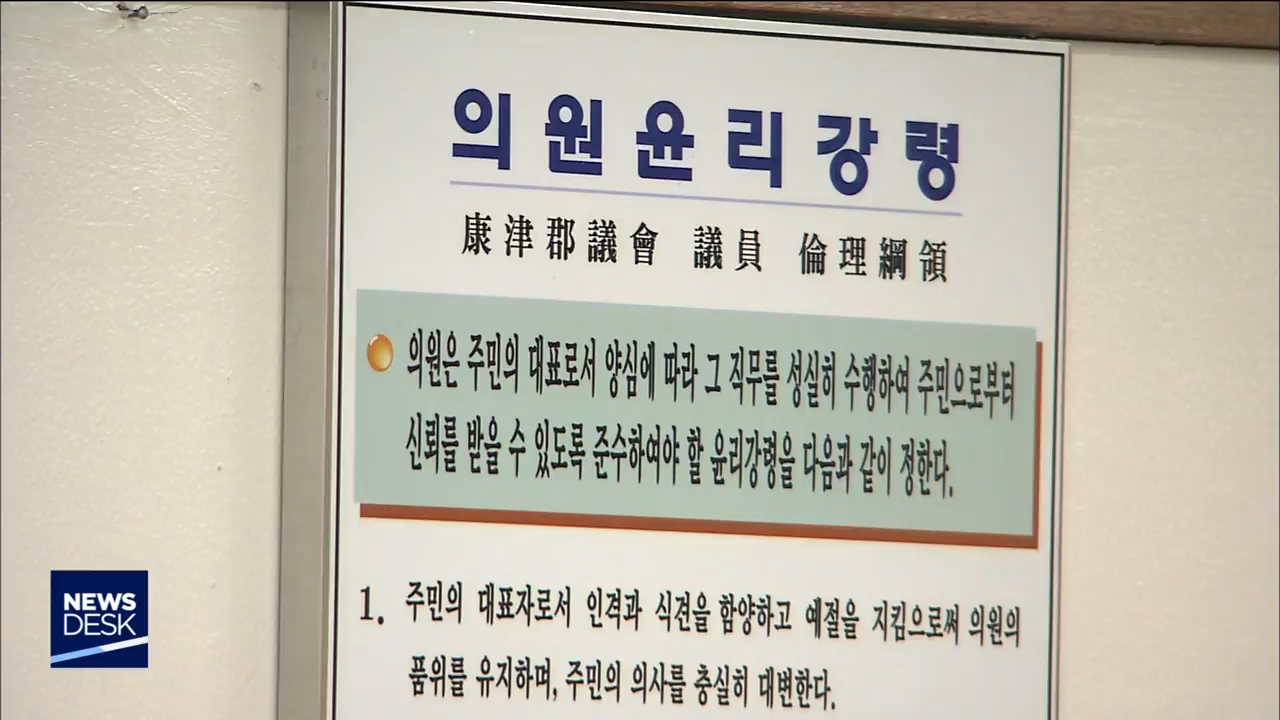 의원윤리강령
康津郡議會 議員 倫理綱領
의원은 주민의 대표로서 양심에 따라 그 직무를 성실히 수행하여 주민으로부터
신뢰를 받을 수 있도록 준수하여야 할 윤리강령을 다음과 같이 정한다.
1. 주민의 대표자로서 인격과 식견을 함양하고 예절을 지킴으로써 의원의
품위를 유지하며, 주민의 의사를 충실히 대변한다.
NEWS
DESK